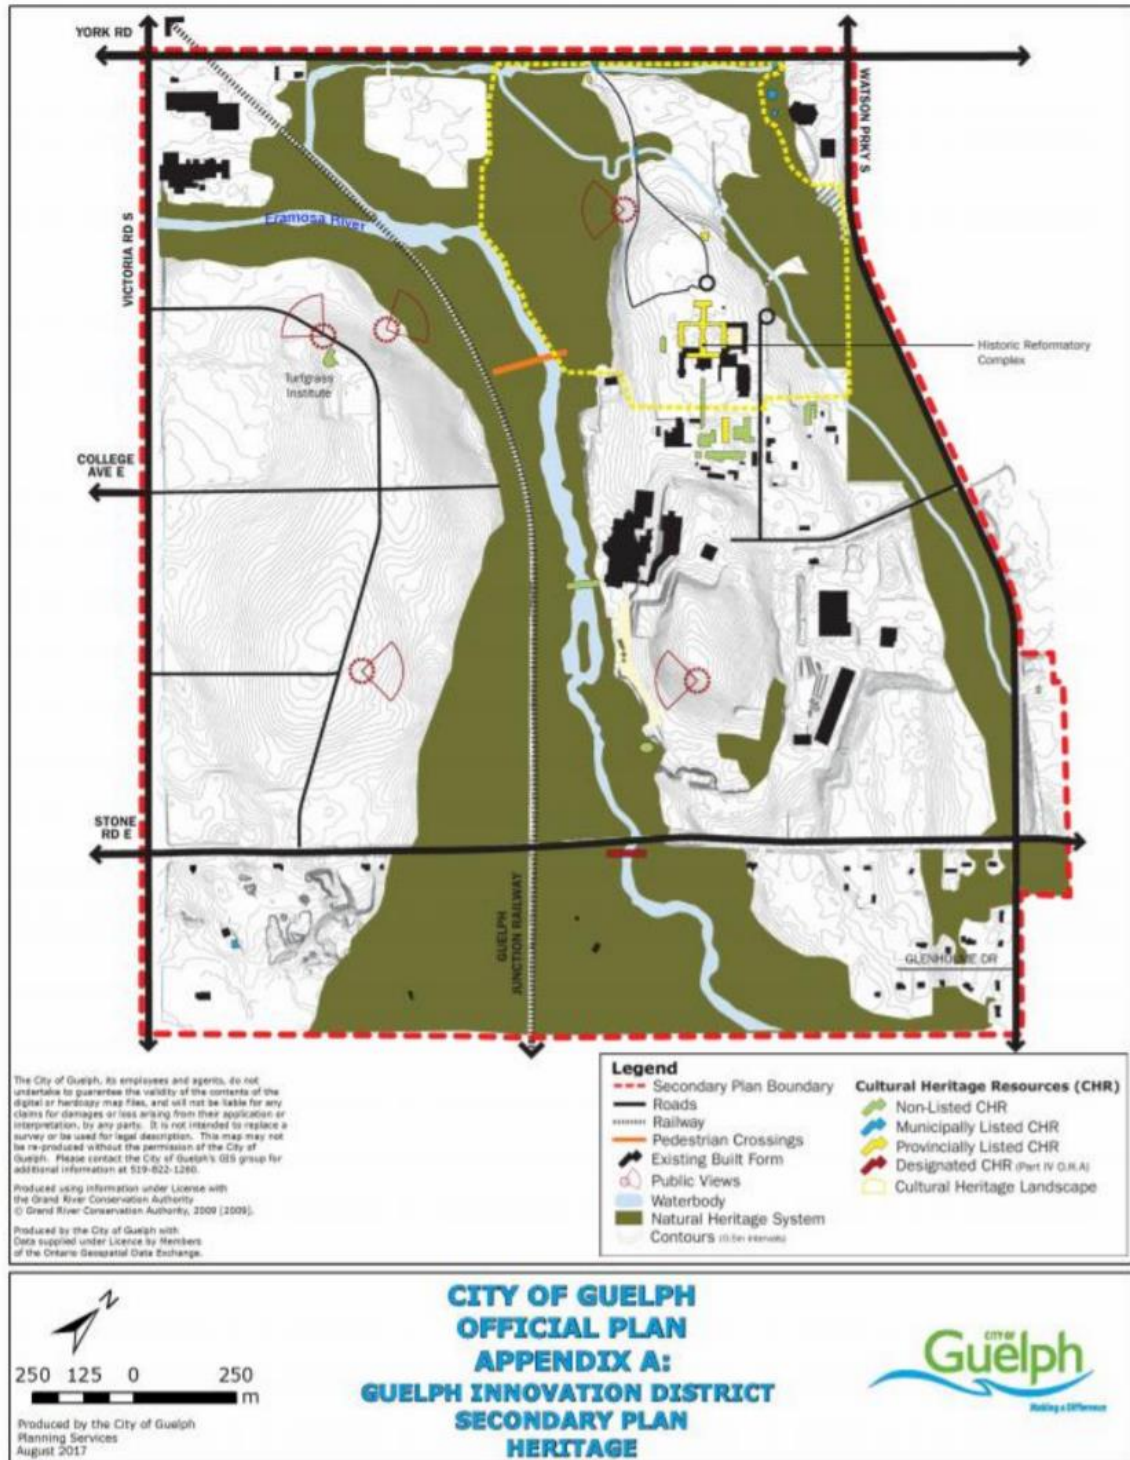 YORK RD
WATSON PRKY S
VICTORIA RD S
Eramosa River
Historic Reformatory
Complex
Turfgrass
Institute
COLLEGE
AVE E
STONE
RD E
GUELPH
JUNCTION RAILWAY
GLENHOLME DR
The City of Guelph, its employees and agents, do not
undertake to guarantee the validity of the contents of the
digital or hardcopy map files, and will not be liable for any
claims for damages or loss arising from their application or
interpretation, by any party. It is not intended to replace a
survey or be used for legal description. This map may not
be re-produced without the permission of the City of
Guelph. Please contact the City of Guelph's GIS group for
additional information at 519-822-1260.
Produced using information under License with
the Grand River Conservation Authority
© Grand River Conservation Authority, 2009 [2009].
Produced by the City of Guelph with
Data supplied under Licence by Members
of the Ontario Geospatial Data Exchange.
Legend
Secondary Plan Boundary
Roads
Railway
Pedestrian Crossings
Existing Built Form
Public Views
Waterbody
Natural Heritage System
Contours (0.5m intervals)
Cultural Heritage Resources (CHR)
Non-Listed CHR
Municipally Listed CHR
Provincially Listed CHR
Designated CHR (Part IV O.H.A)
Cultural Heritage Landscape
N
250 125 0 250
m
Produced by the City of Guelph
Planning Services
August 2017
CITY OF GUELPH
OFFICIAL PLAN
APPENDIX A:
GUELPH INNOVATION DISTRICT
SECONDARY PLAN
HERITAGE
CITY OF
Guelph
Making a Difference